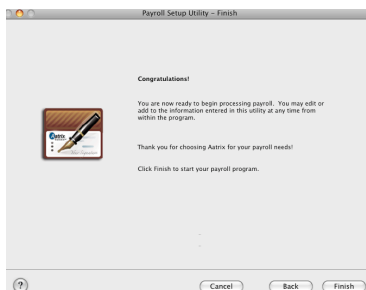 Payroll Setup Utility - Finish
Congratulations!
You are now ready to begin processing payroll. You may edit or
add to the information entered in this utility at any time from
within the program.
Thank you for choosing Aatrix for your payroll needs!
Click Finish to start your payroll program.
Aatrix
?
Cancel
Back
Finish